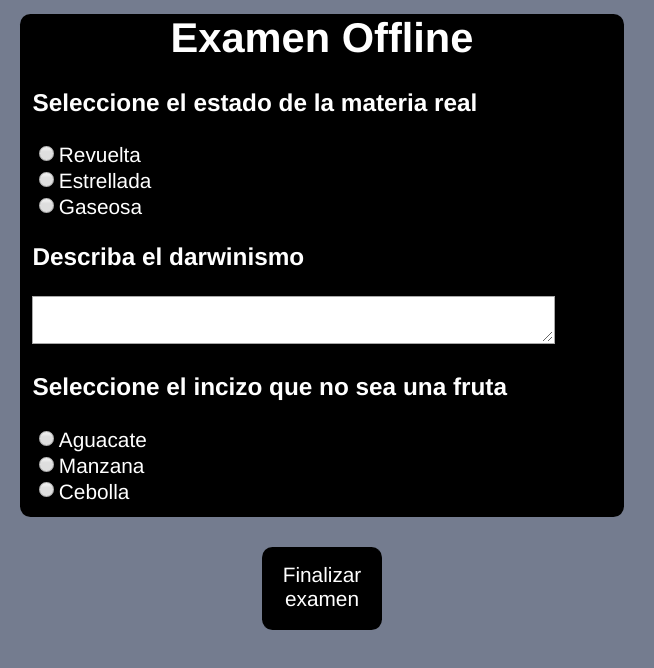 Examen Offline
Seleccione el estado de la materia real
Revuelta
Estrellada
Gaseosa
Describa el darwinismo
Seleccione el incizo que no sea una fruta
Aguacate
Manzana
Cebolla
Finalizar
examen